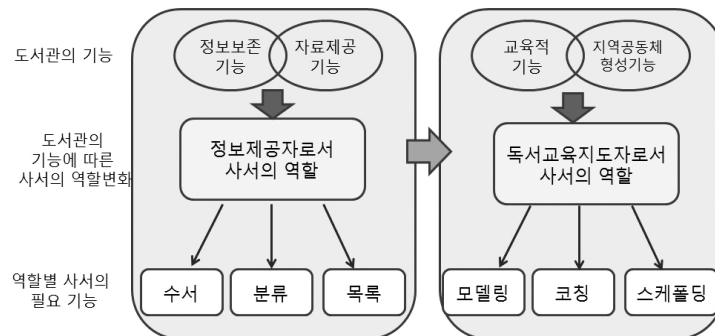 도서관의 기능
정보보존
기능
자료제공
기능
교육적
기능
지역공동체
형성기능
도서관의
기능에 따른
사서의 역할변화
정보제공자로서
사서의 역할
독서교육지도자로서
사서의 역할
역할별 사서의
필요 기능
수서
분류
목록
모델링
코칭
스케폴딩